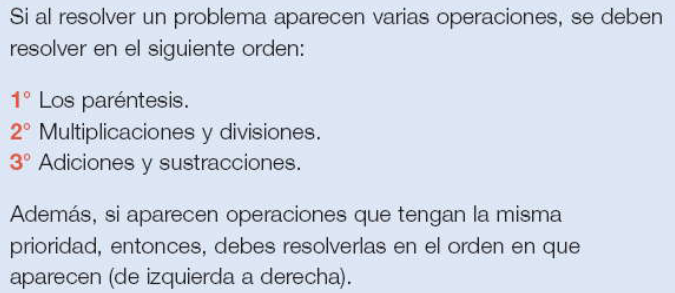 Si al resolver un problema aparecen varias operaciones, se deben
resolver en el siguiente orden:
1° Los paréntesis.
2° Multiplicaciones y divisiones.
3° Adiciones y sustracciones.
Además, si aparecen operaciones que tengan la misma
prioridad, entonces, debes resolverlas en el orden en que
aparecen (de izquierda a derecha).